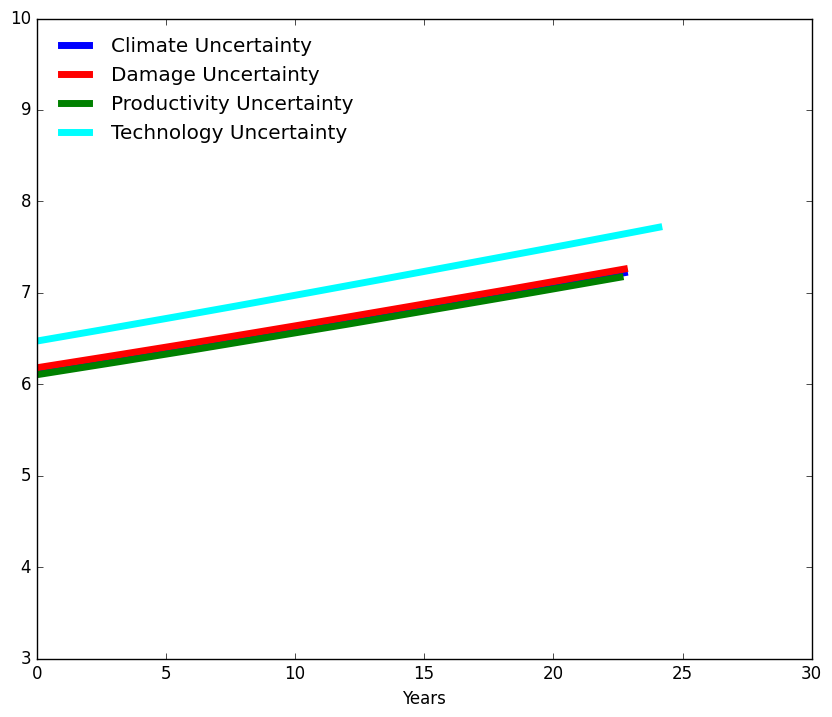 10
9
8
7
6
5
4
3
Climate Uncertainty
Damage Uncertainty
Productivity Uncertainty
Technology Uncertainty
0 5 10 15 20 25 30
Years